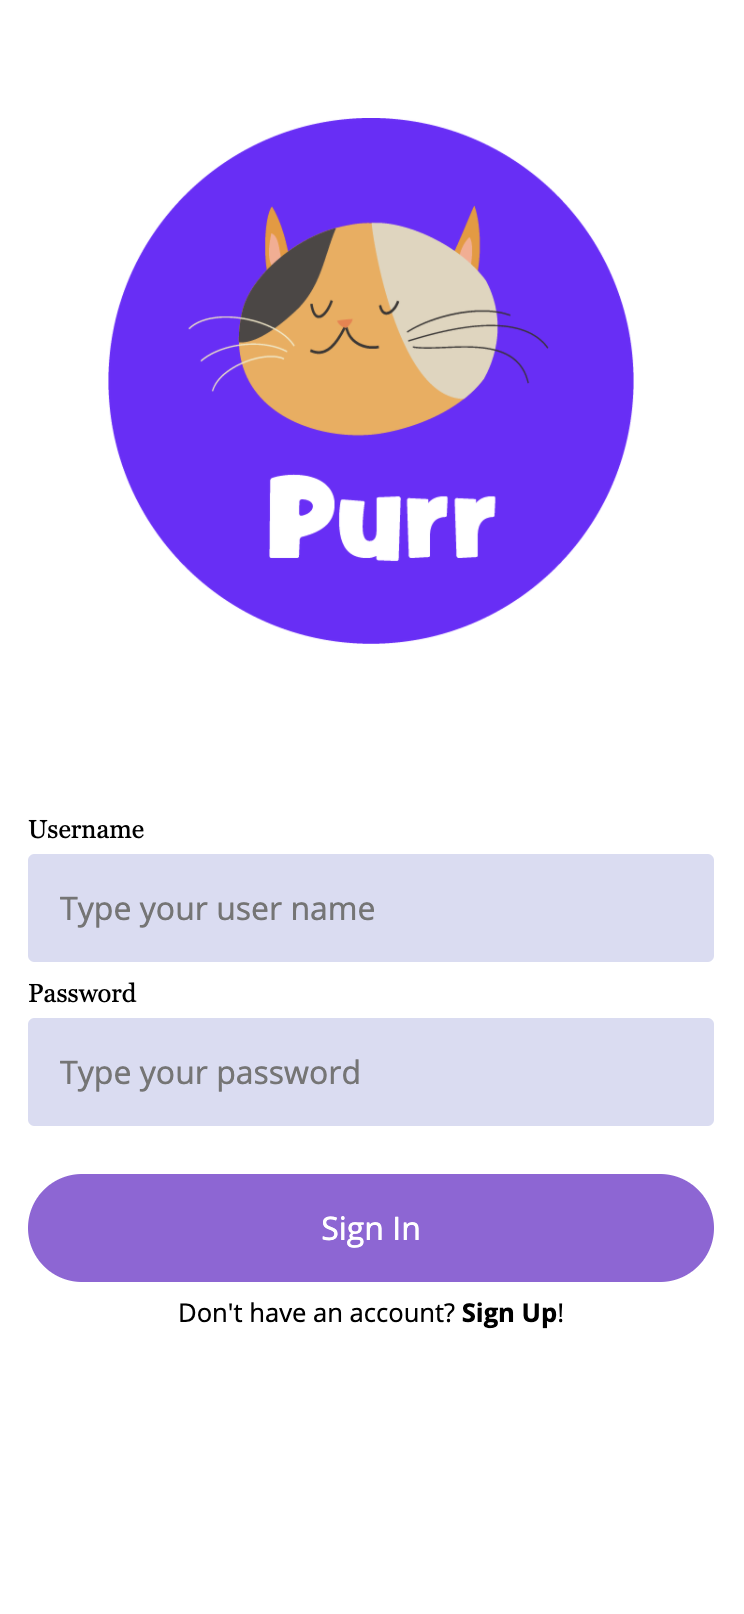 Purr
Username
Type your user name
Password
Type your password
Sign In
Don't have an account? Sign Up!